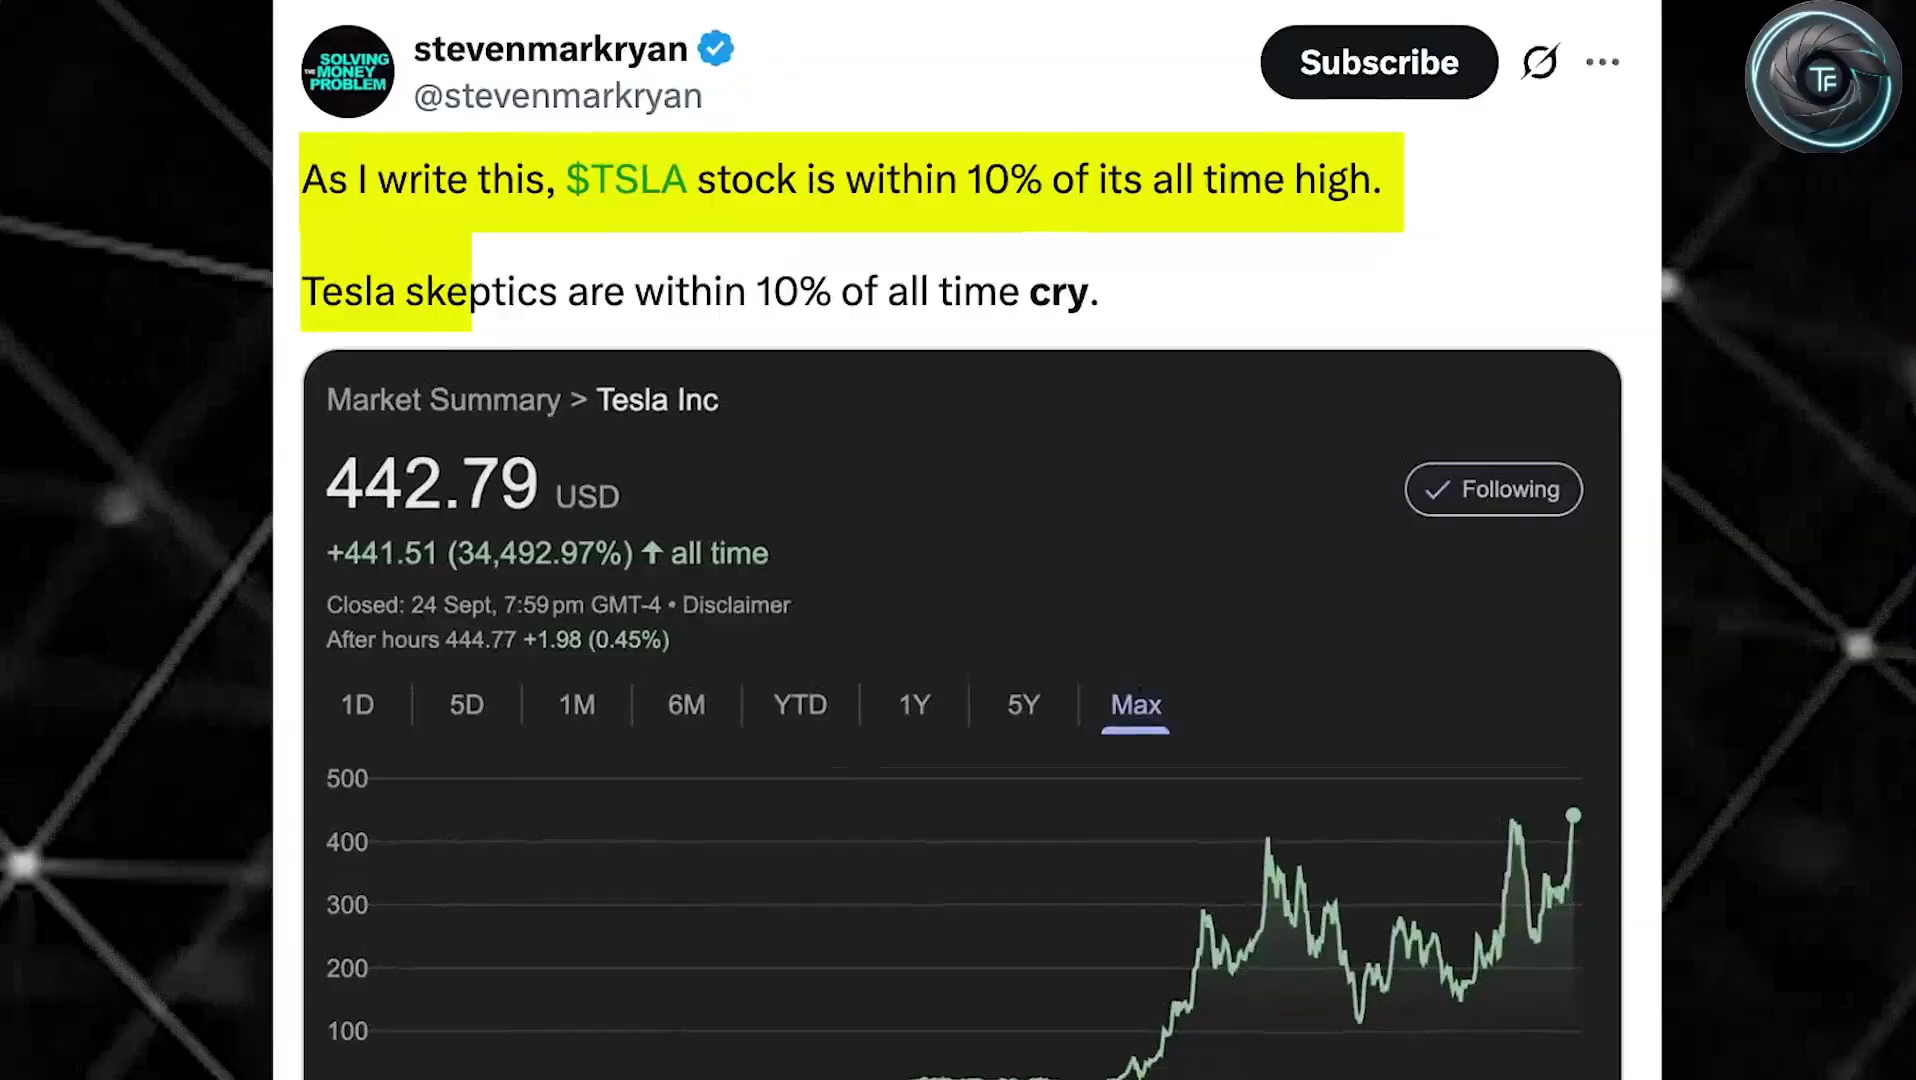 SOLVING
THE MONEY
PROBLEM
stevenmarkryan
@stevenmarkryan
Subscribe
TF
As I write this, $TSLA stock is within 10% of its all time high.
Tesla skeptics are within 10% of all time cry.
Market Summary > Tesla Inc
442.79 USD
Following
+441.51 (34,492.97%) ↑ all time
Closed: 24 Sept, 7:59 pm GMT-4 • Disclaimer
After hours 444.77 +1.98 (0.45%)
1D 5D 1M 6M YTD 1Y 5Y Max
500
400
300
200
100